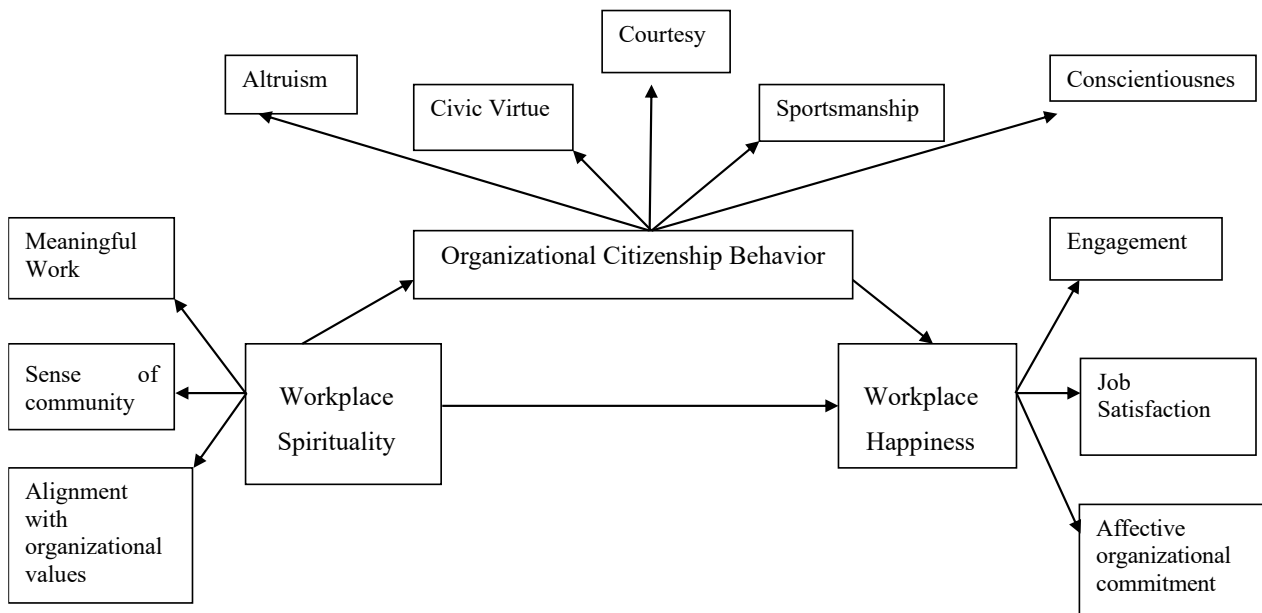 Courtesy
Altruism
Conscientiousnes
Civic Virtue
Sportsmanship
Meaningful
Work
Organizational Citizenship Behavior
Engagement
Sense of
community
Workplace
Spirituality
Workplace
Happiness
Job
Satisfaction
Alignment
with
organizational
values
Affective
organizational
commitment